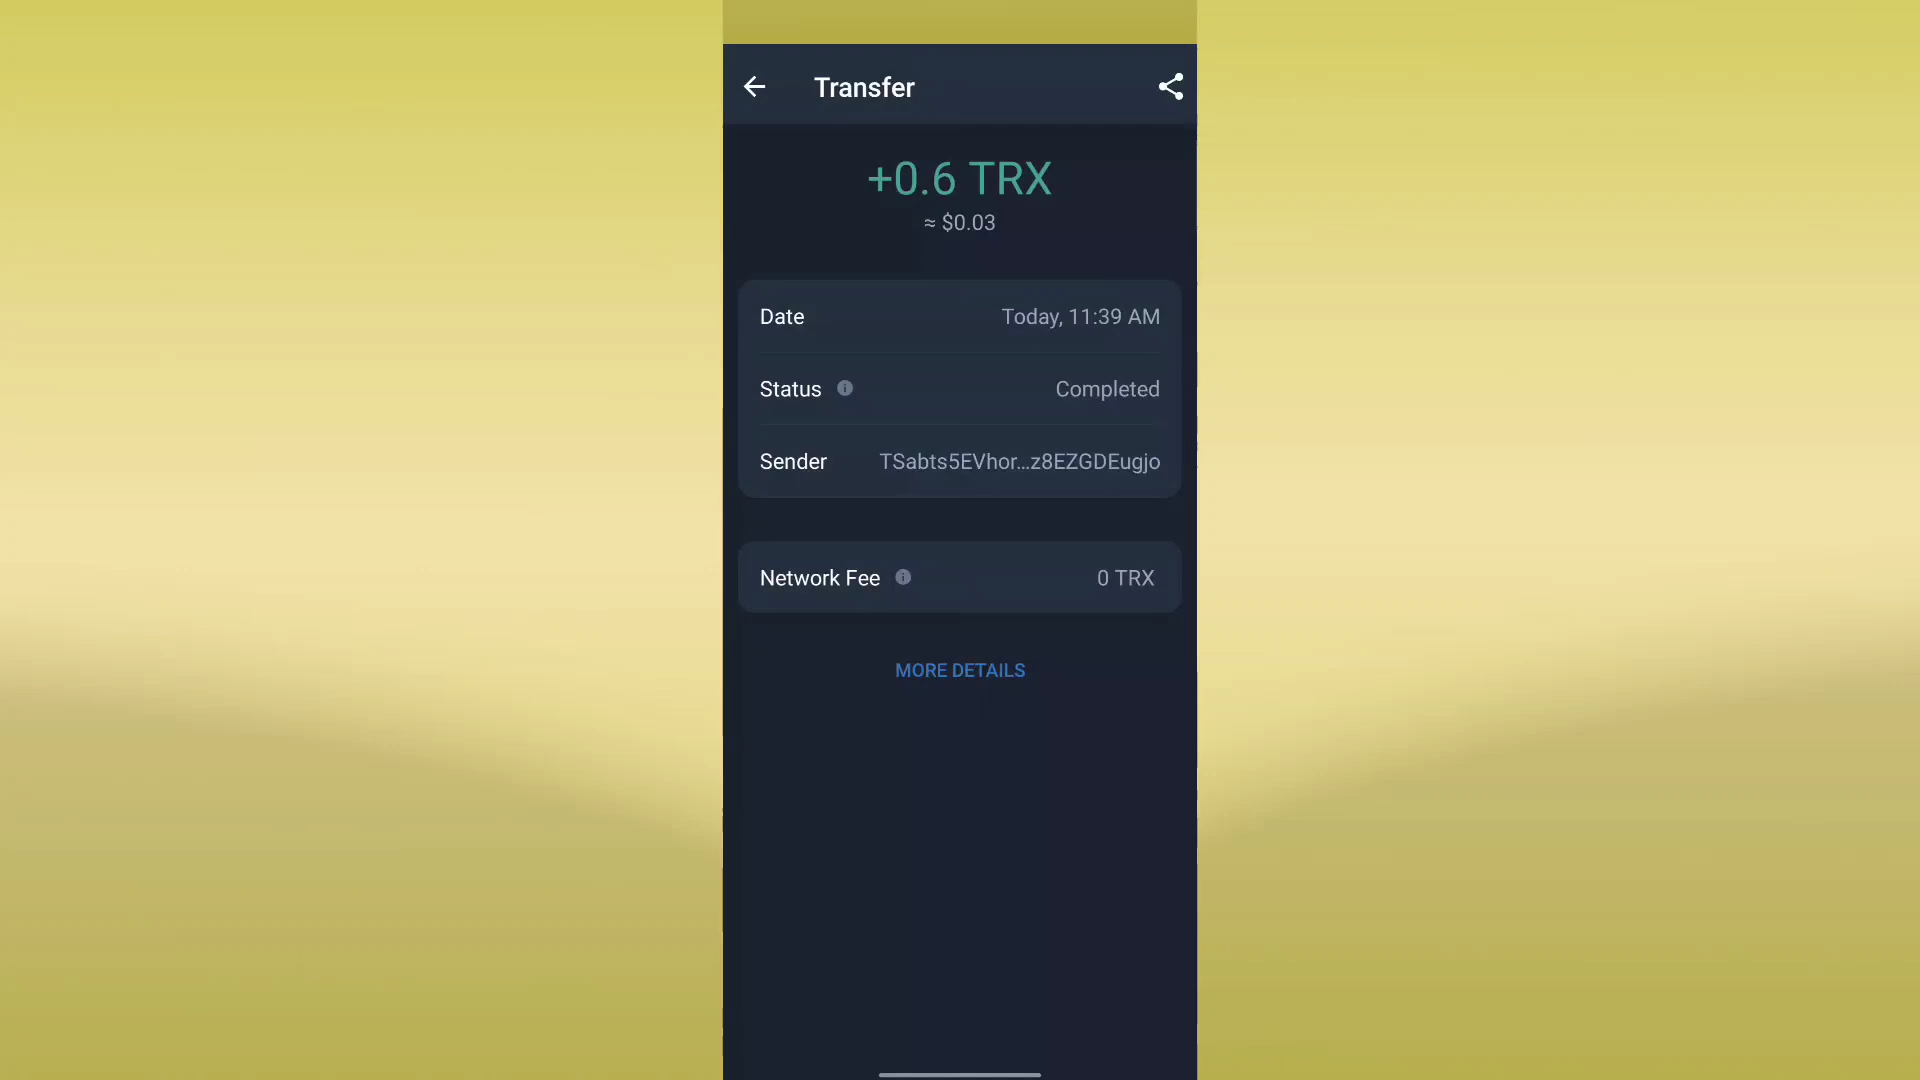 Transfer
+0.6 TRX
≈ $0.03
Date Today, 11:39 AM
Status Completed
Sender TSabts5EVhor...z8EZGDEugjo
Network Fee 0 TRX
MORE DETAILS